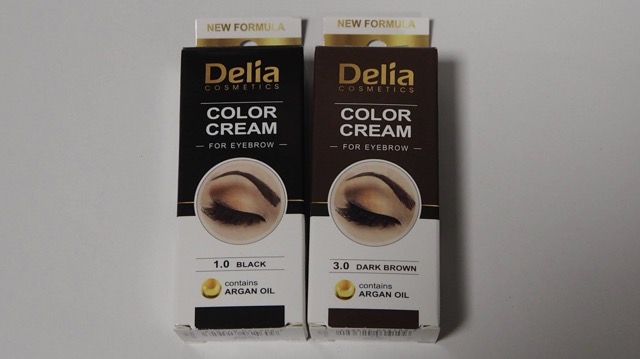 NEW FORMULA
Delia
COSMETICS
COLOR
CREAM
FOR EYEBROW
1.0 BLACK
contains
ARGAN OIL
NEW FORMULA
Delia
COSMETICS
COLOR
CREAM
FOR EYEBROW
3.0 DARK BROWN
contains
ARGAN OIL